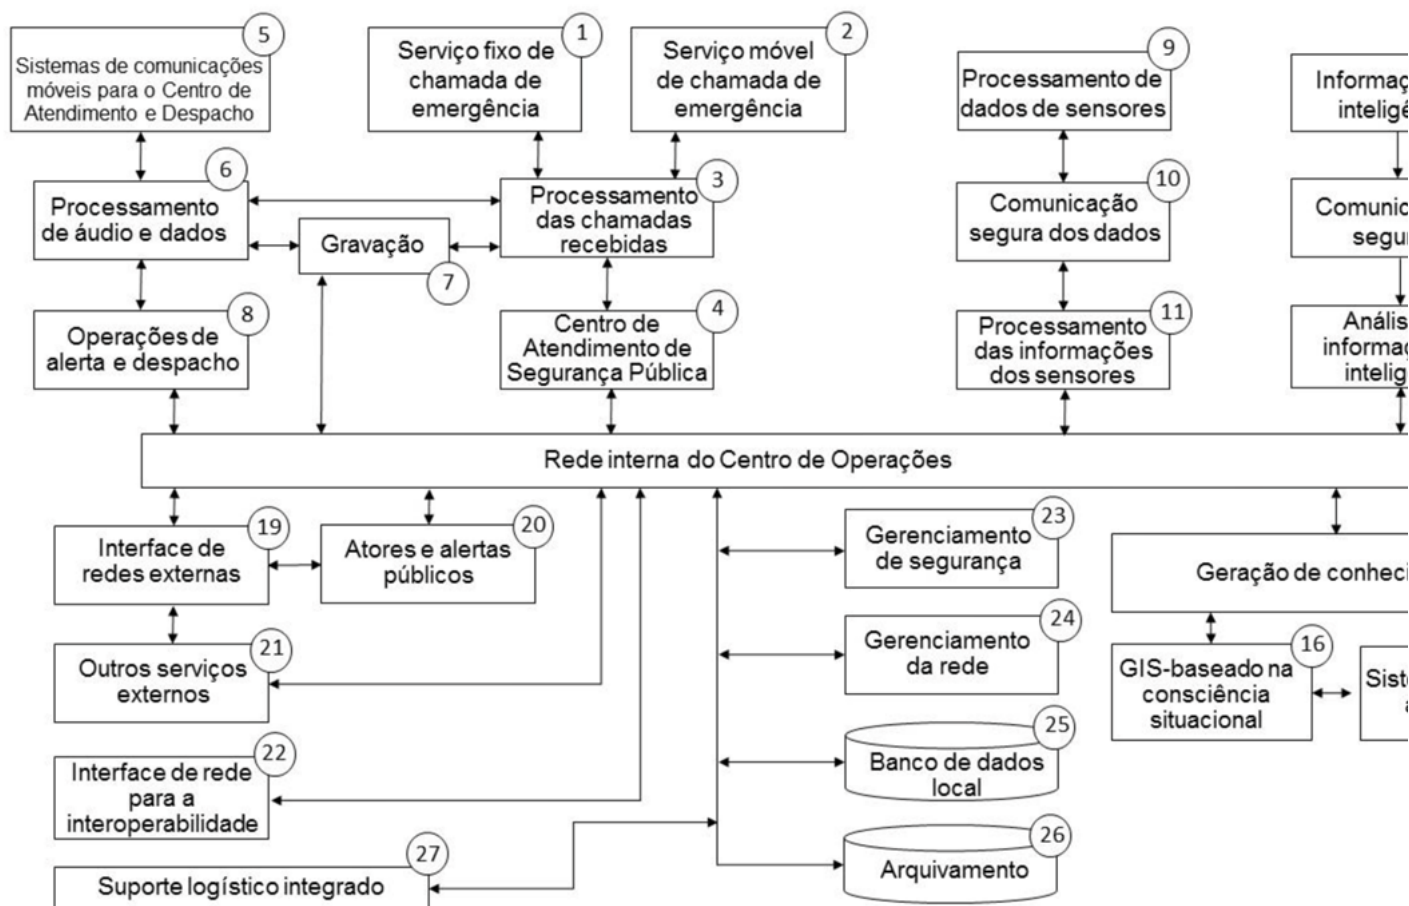 5
Sistemas de comunicações
móveis para o Centro de
Atendimento e Despacho
1
Serviço fixo de
chamada de
emergência
2
Serviço móvel
de chamada de
emergência
9
Processamento de
dados de sensores
6
Processamento
de áudio e dados
Gravação
7
3
Processamento
das chamadas
recebidas
10
Comunicação
segura dos dados
8
Operações de
alerta e despacho
4
Centro de
Atendimento de
Segurança Pública
11
Processamento
das informações
dos sensores
Rede interna do Centro de Operações
19
Interface de
redes externas
20
Atores e alertas
públicos
23
Gerenciamento
de segurança
Geração de
21
Outros serviços
externos
24
Gerenciamento
da rede
16
GIS-baseado na
consciência
situacional
22
Interface de rede
para a
interoperabilidade
25
Banco de dados
local
27
Suporte logístico integrado
26
Arquivamento